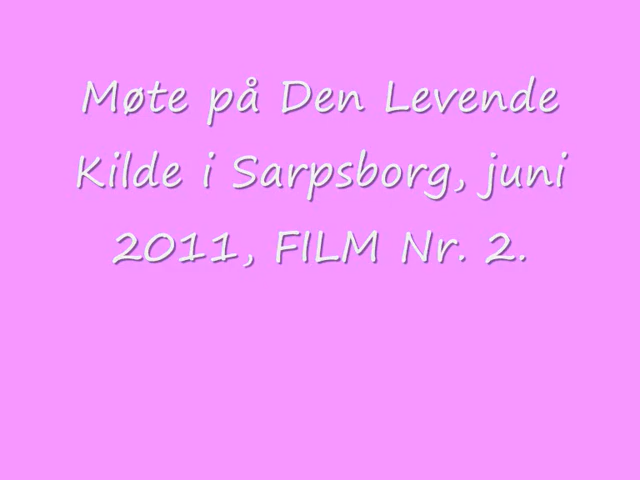 Møte på Den Levende
Kilde i Sarpsborg, juni
2011, FILM Nr. 2.